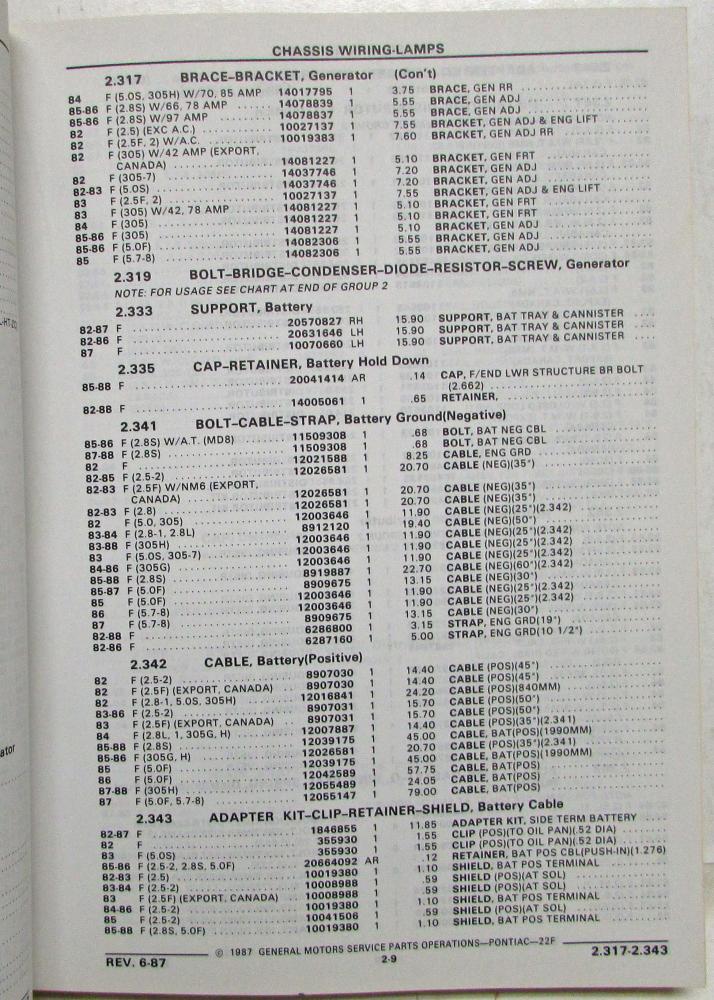 CHASSIS WIRING-LAMPS
2.317 BRACE–BRACKET, Generator (Con't)
84 F (5.0S, 305H) W/70, 85 AMP 14017795 1 3.75 BRACE, GEN RR
85-86 F (2.8S) W/66, 78 AMP 14078839 1 5.55 BRACE, GEN ADJ
85-86 F (2.8S) W/97 AMP 14078837 1 5.55 BRACE, GEN ADJ
82 F (2.5) (EXC A.C.) 10027137 1 7.55 BRACKET, GEN ADJ & ENG LIFT
82 F (2.5F, 2) W/A.C. 10019383 1 7.60 BRACKET, GEN ADJ RR
82 F (305) W/42 AMP (EXPORT,
CANADA) 14081227 1 5.10 BRACKET, GEN FRT
82 F (305-7) 14037746 1 7.20 BRACKET, GEN ADJ
82-83 F (5.0S) 14037746 1 7.20 BRACKET, GEN ADJ
83 F (2.5F, 2) 10027137 1 7.55 BRACKET, GEN ADJ & ENG LIFT
83 F (305) W/42, 78 AMP 14081227 1 5.10 BRACKET, GEN FRT
84 F (305) 14081227 1 5.10 BRACKET, GEN FRT
85-86 F (305) 14081227 1 5.10 BRACKET, GEN ADJ
85-86 F (5.0F) 14082306 1 5.55 BRACKET, GEN ADJ
85 F (5.7-8) 14082306 1 5.55 BRACKET, GEN ADJ
2.319 BOLT–BRIDGE–CONDENSER–DIODE–RESISTOR–SCREW, Generator
NOTE: FOR USAGE SEE CHART AT END OF GROUP 2
2.333 SUPPORT, Battery
82-87 F 20570827 RH 15.90 SUPPORT, BAT TRAY & CANNISTER
82-86 F 20631646 LH 15.90 SUPPORT, BAT TRAY & CANNISTER
87 F 10070660 LH 15.90 SUPPORT, BAT TRAY & CANNISTER
2.335 CAP–RETAINER, Battery Hold Down
85-88 F 20041414 AR .14 CAP, F/END LWR STRUCTURE BR BOLT
(2.662)
82-88 F 14005061 1 .65 RETAINER,
2.341 BOLT–CABLE–STRAP, Battery Ground(Negative)
85-86 F (2.8S) W/A.T. (MD8) 11509308 1 .68 BOLT, BAT NEG CBL
87-88 F (2.8S) 11509308 1 .68 BOLT, BAT NEG CBL
82 F 12021588 1 8.25 CABLE, ENG GRD
82-85 F (2.5-2) 12026581 1 20.70 CABLE (NEG)(35")
82-83 F (2.5F) W/NM6 (EXPORT,
CANADA) 12026581 1 20.70 CABLE (NEG)(35")
82-83 F (2.8) 12026581 1 20.70 CABLE (NEG)(35")
82 F (5.0, 305) 12003646 1 11.90 CABLE (NEG)(25")(2.342)
83-84 F (2.8-1, 2.8L) 8912120 1 19.40 CABLE (NEG)(50")
83-88 F (305H) 12003646 1 11.90 CABLE (NEG)(25")(2.342)
83 F (5.0S, 305-7) 12003646 1 11.90 CABLE (NEG)(25")(2.342)
84-86 F (305G) 12003646 1 11.90 CABLE (NEG)(25")(2.342)
85-88 F (2.8S) 8919887 1 22.70 CABLE (NEG)(60")(2.342)
85-87 F (5.0F) 8909675 1 13.15 CABLE (NEG)(30")
85 F (5.0F) 12003646 1 11.90 CABLE (NEG)(25")(2.342)
86 F (5.7-8) 12003646 1 11.90 CABLE (NEG)(25")(2.342)
87 F (5.7-8) 8909675 1 13.15 CABLE (NEG)(30")
82-88 F 6286800 1 3.15 STRAP, ENG GRD(19")
82-86 F 6287160 1 5.00 STRAP, ENG GRD(10 1/2")
2.342 CABLE, Battery(Positive)
82 F (2.5-2) 8907030 1 14.40 CABLE (POS)(45")
82 F (2.5F) (EXPORT, CANADA) 8907030 1 14.40 CABLE (POS)(45")
82 F (2.8-1, 5.0S, 305H) 12016841 1 24.20 CABLE (POS)(840MM)
83-86 F (2.5-2) 8907031 1 15.70 CABLE (POS)(50")
83 F (2.5F) (EXPORT, CANADA) 8907031 1 15.70 CABLE (POS)(50")
84 F (2.8L, 1, 305G, H) 12007887 1 14.40 CABLE (POS)(35")(2.341)
85-88 F (2.8S) 12039175 1 45.00 CABLE, BAT(POS)(1990MM)
85-86 F (305G, H) 12026581 1 20.70 CABLE (POS)(35")(2.341)
85 F (5.0F) 12039175 1 45.00 CABLE, BAT(POS)(1990MM)
86 F (5.0F) 12042589 1 57.75 CABLE, BAT(POS)
87-88 F (305H) 12055489 1 24.05 CABLE, BAT(POS)
87 F (5.0F, 5.7-8) 12055147 1 79.00 CABLE, BAT(POS)
2.343 ADAPTER KIT–CLIP–RETAINER–SHIELD, Battery Cable
82-87 F 1846855 1 11.85 ADAPTER KIT, SIDE TERM BATTERY
82 F 355930 1 1.55 CLIP (POS)(TO OIL PAN)(.52 DIA)
83 F (5.0S) 355930 1 1.55 CLIP (POS)(TO OIL PAN)(.52 DIA)
85-86 F (2.5-2, 2.8S, 5.0F) 20664092 AR .12 RETAINER, BAT POS CBL(PUSH-IN)(1.276)
82-83 F (2.5) 10019380 1 1.10 SHIELD, BAT POS TERMINAL
83-84 F (2.5-2) 10008988 1 .59 SHIELD (POS)(AT SOL)
83 F (2.5F) (EXPORT, CANADA) 10008988 1 .59 SHIELD (POS)(AT SOL)
84-86 F (2.5-2) 10019380 1 1.10 SHIELD, BAT POS TERMINAL
85 F (2.5-2) 10041506 1 .59 SHIELD (POS)(AT SOL)
85-88 F (2.8S, 5.0F) 10019380 1 1.10 SHIELD, BAT POS TERMINAL
© 1987 GENERAL MOTORS SERVICE PARTS OPERATIONS—PONTIAC—22F
REV. 6-87 2-9 2.317-2.343